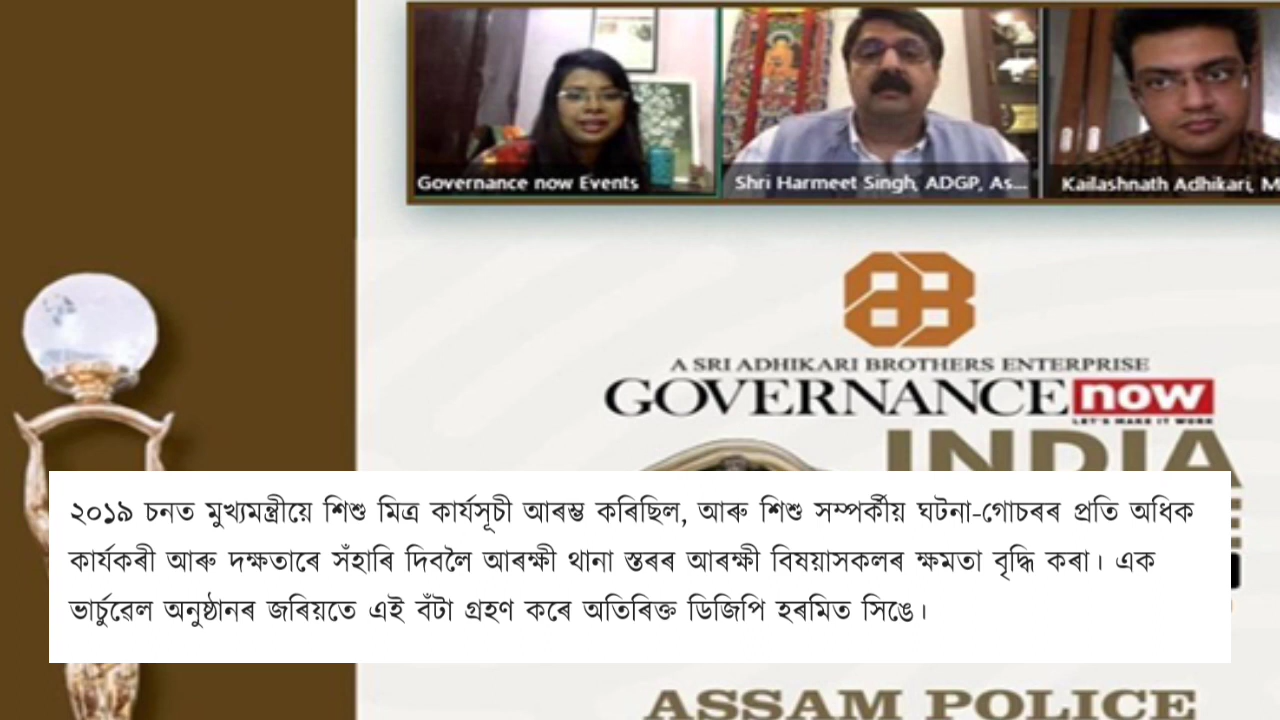 Governance now Events
Shri Harmeet Singh, ADGP, As...
Kailashnath Adhikari, M
A SRI ADHIKARI BROTHERS ENTERPRISE
GOVERNANCE now
LET'S MAKE IT WORK
INDIA
২০১৯ চনত মুখ্যমন্ত্ৰীয়ে শিশু মিত্ৰ কাৰ্যসূচী আৰম্ভ কৰিছিল, আৰু শিশু সম্পৰ্কীয় ঘটনা-গোচৰৰ প্ৰতি অধিক
কাৰ্যকৰী আৰু দক্ষতাৰে সঁহাৰি দিবলৈ আৰক্ষী থানা স্তৰৰ আৰক্ষী বিষয়াসকলৰ ক্ষমতা বৃদ্ধি কৰা। এক
ভাৰ্চুৱেল অনুষ্ঠানৰ জৰিয়তে এই বঁটা গ্ৰহণ কৰে অতিৰিক্ত ডিজিপি হৰমিত সিঙে।
ASSAM POLICE